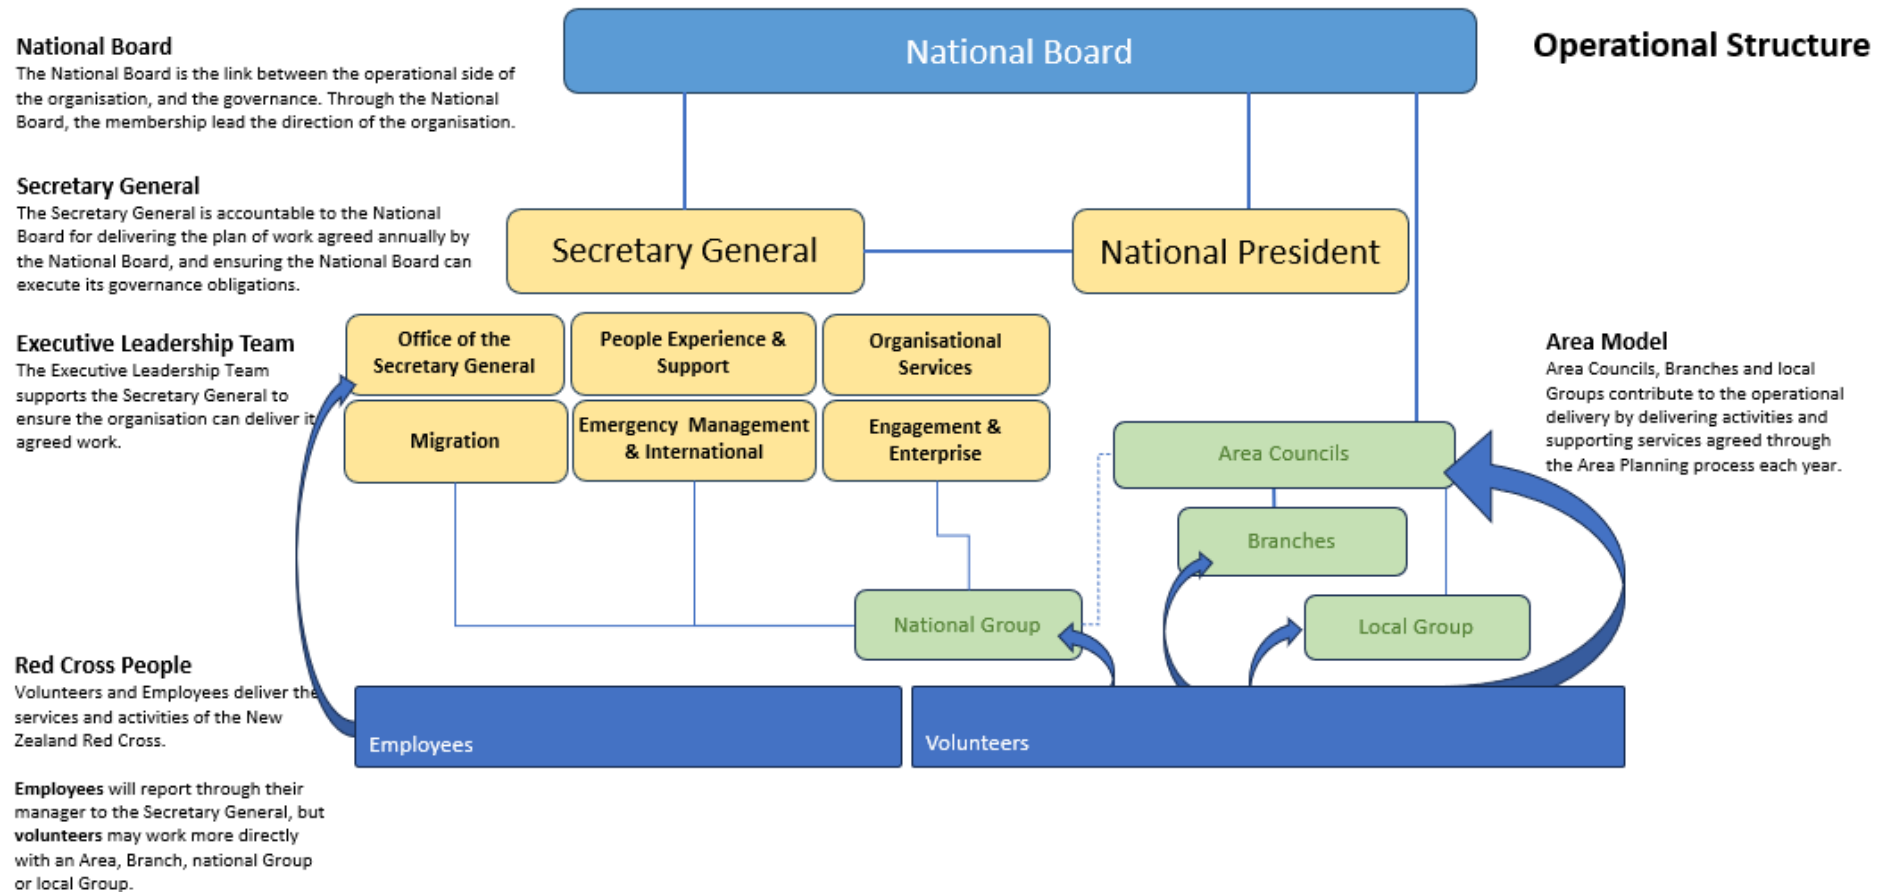 Operational Structure
National Board
The National Board is the link between the operational side of
the organisation, and the governance. Through the National
Board, the membership lead the direction of the organisation.
Secretary General
The Secretary General is accountable to the National
Board for delivering the plan of work agreed annually by
the National Board, and ensuring the National Board can
execute its governance obligations.
Executive Leadership Team
The Executive Leadership Team
supports the Secretary General to
ensure the organisation can deliver it
agreed work.
Red Cross People
Volunteers and Employees deliver the
services and activities of the New
Zealand Red Cross.
Employees will report through their
manager to the Secretary General, but
volunteers may work more directly
with an Area, Branch, national Group
or local Group.
National Board
Secretary General
National President
Office of the
Secretary General
People Experience &
Support
Organisational
Services
Migration
Emergency Management
& International
Engagement &
Enterprise
Area Councils
Branches
National Group
Local Group
Employees
Volunteers
Area Model
Area Councils, Branches and local
Groups contribute to the operational
delivery by delivering activities and
supporting services agreed through
the Area Planning process each year.